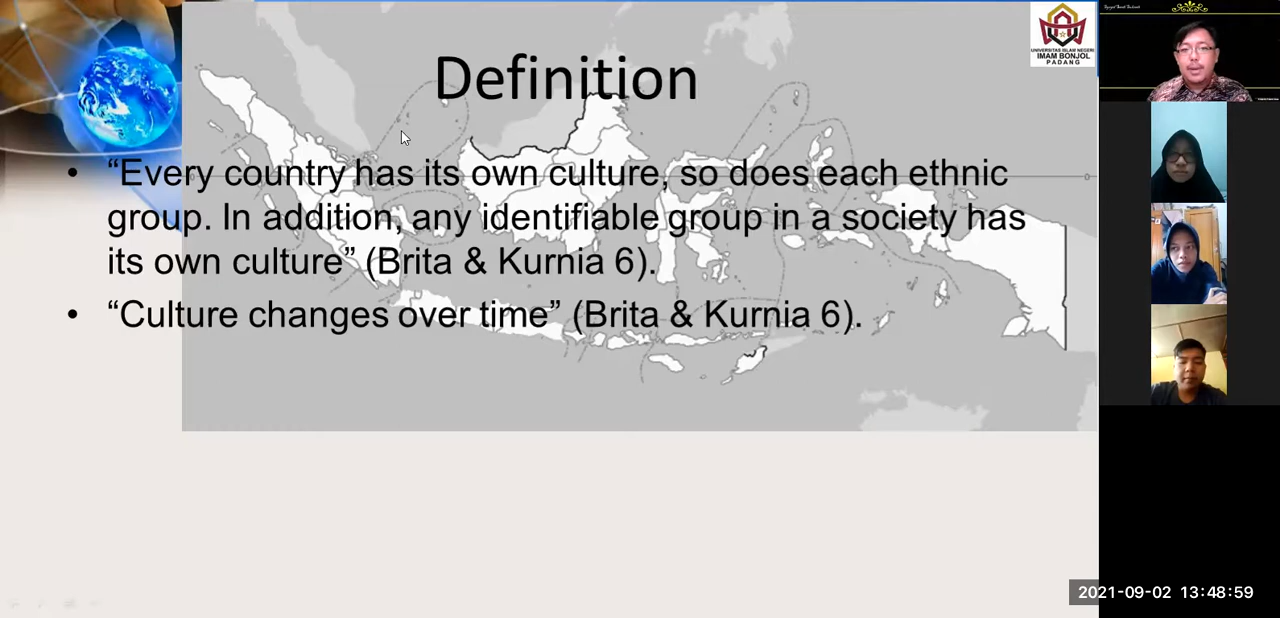 Definition
• “Every country has its own culture, so does each ethnic
group. In addition, any identifiable group in a society has
its own culture” (Brita & Kurnia 6).
• “Culture changes over time” (Brita & Kurnia 6).
UNIVERSITAS ISLAM NEGERI
IMAM BONJOL
PADANG
0
2021-09-02 13:48:59